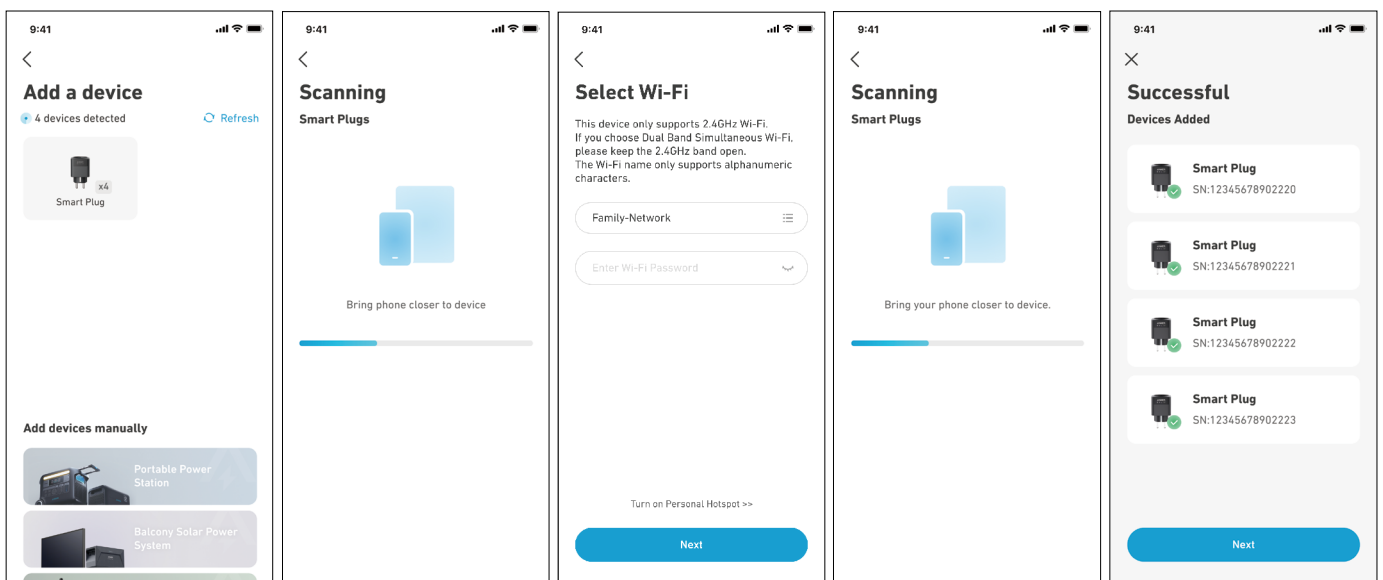 9:41
Add a device
4 devices detected
Refresh
x4
Smart Plug
Add devices manually
Portable Power
Station
Balcony Solar Power
System
9:41
Scanning
Smart Plugs
Bring phone closer to device
9:41
Select Wi-Fi
This device only supports 2.4GHz Wi-Fi.
If you choose Dual Band Simultaneous Wi-Fi,
please keep the 2.4GHz band open.
The Wi-Fi name only supports alphanumeric
characters.
Family-Network
Enter Wi-Fi Password
Turn on Personal Hotspot >>
Next
9:41
Scanning
Smart Plugs
Bring your phone closer to device.
9:41
Successful
Devices Added
Smart Plug
SN:12345678902220
Smart Plug
SN:12345678902221
Smart Plug
SN:12345678902222
Smart Plug
SN:12345678902223
Next